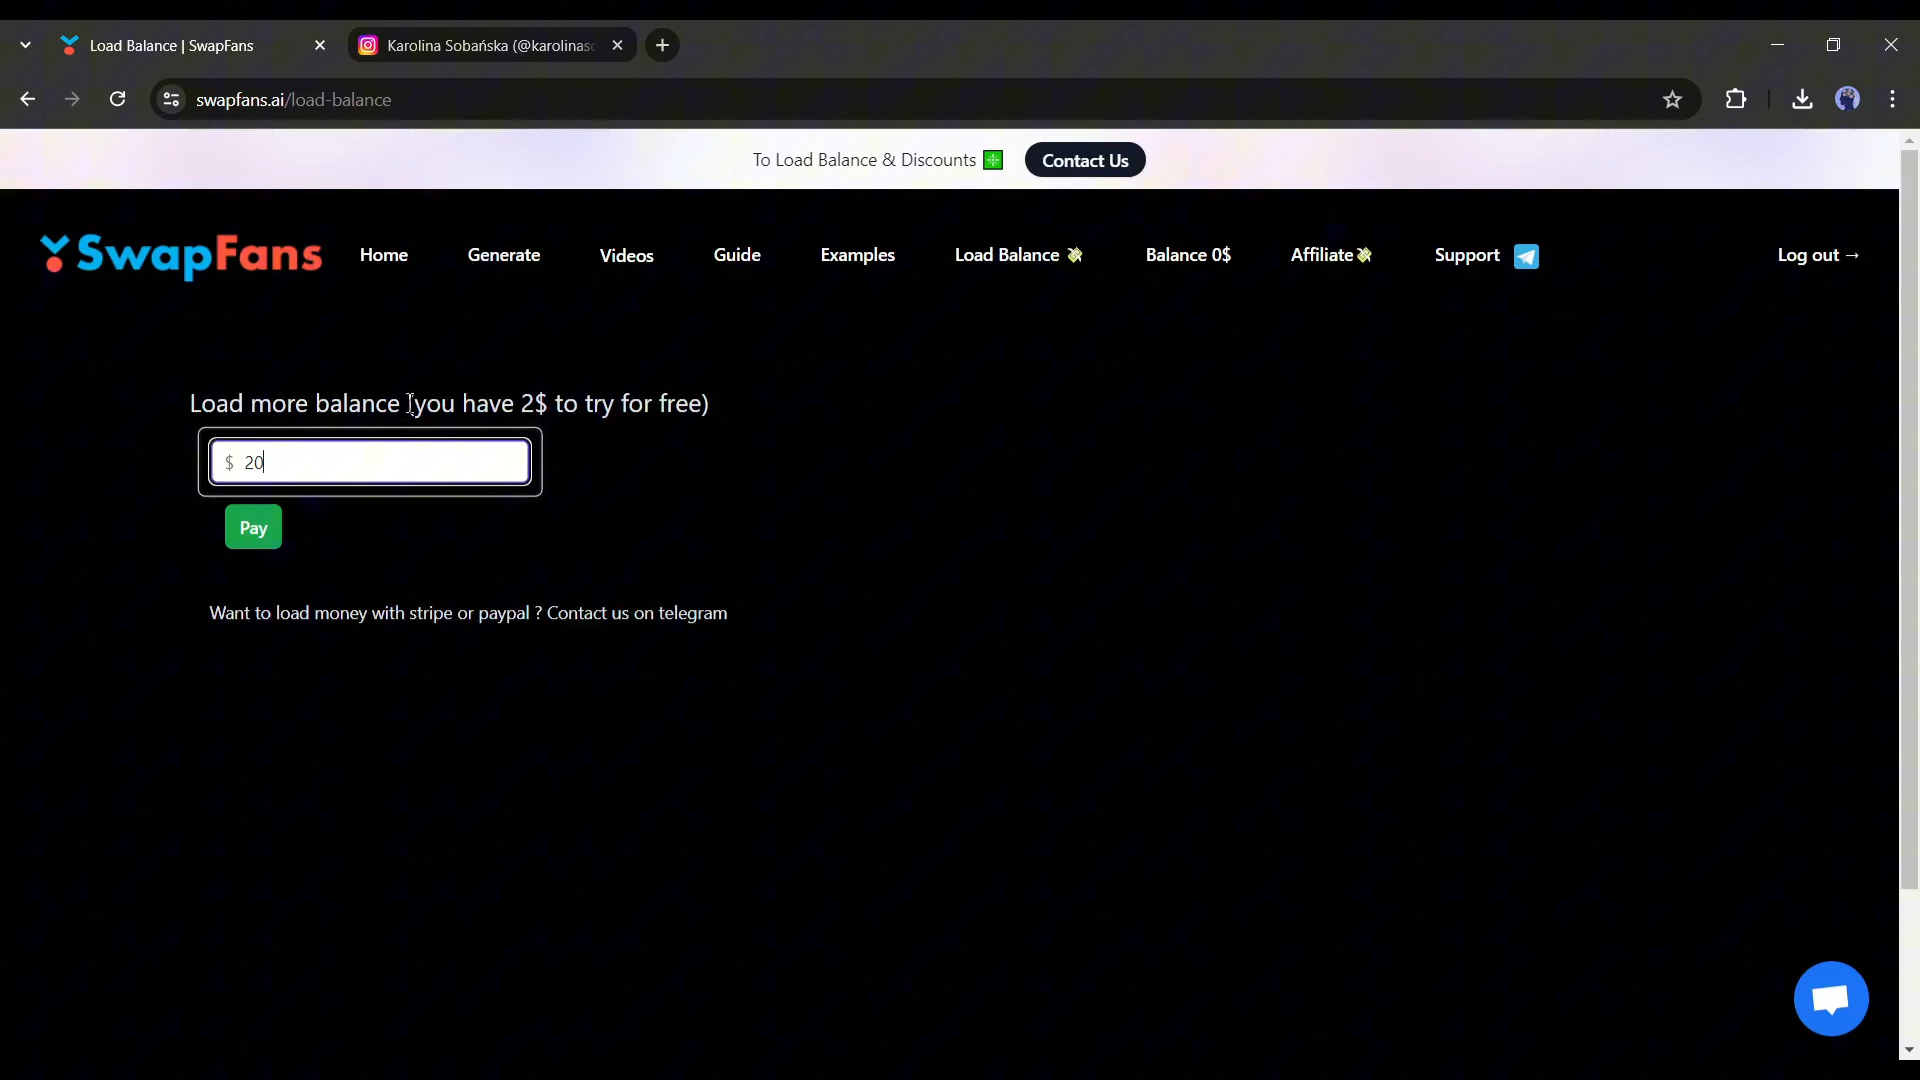 Load Balance | SwapFans
Karolina Sobańska (@karolinasc
swapfans.ai/load-balance
To Load Balance & Discounts
Contact Us
SwapFans
Home
Generate
Videos
Guide
Examples
Load Balance
Balance 0$
Affiliate
Support
Log out →
Load more balance (you have 2$ to try for free)
$ 20
Pay
Want to load money with stripe or paypal ? Contact us on telegram